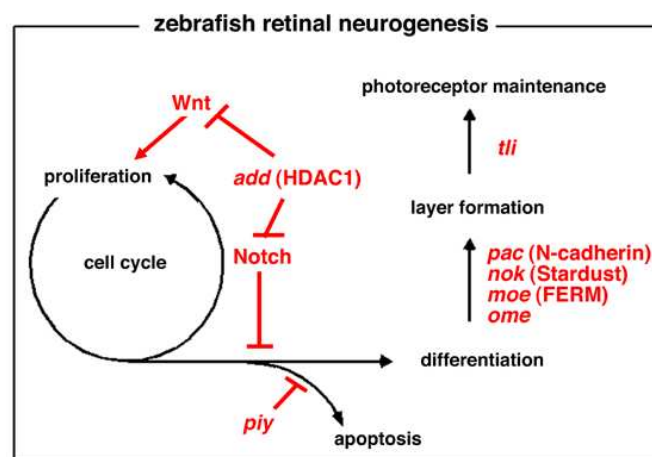 zebrafish retinal neurogenesis
photoreceptor maintenance
Wnt
tli
proliferation
add (HDAC1)
layer formation
cell cycle
Notch
pac (N-cadherin)
nok (Stardust)
moe (FERM)
ome
differentiation
piy
apoptosis